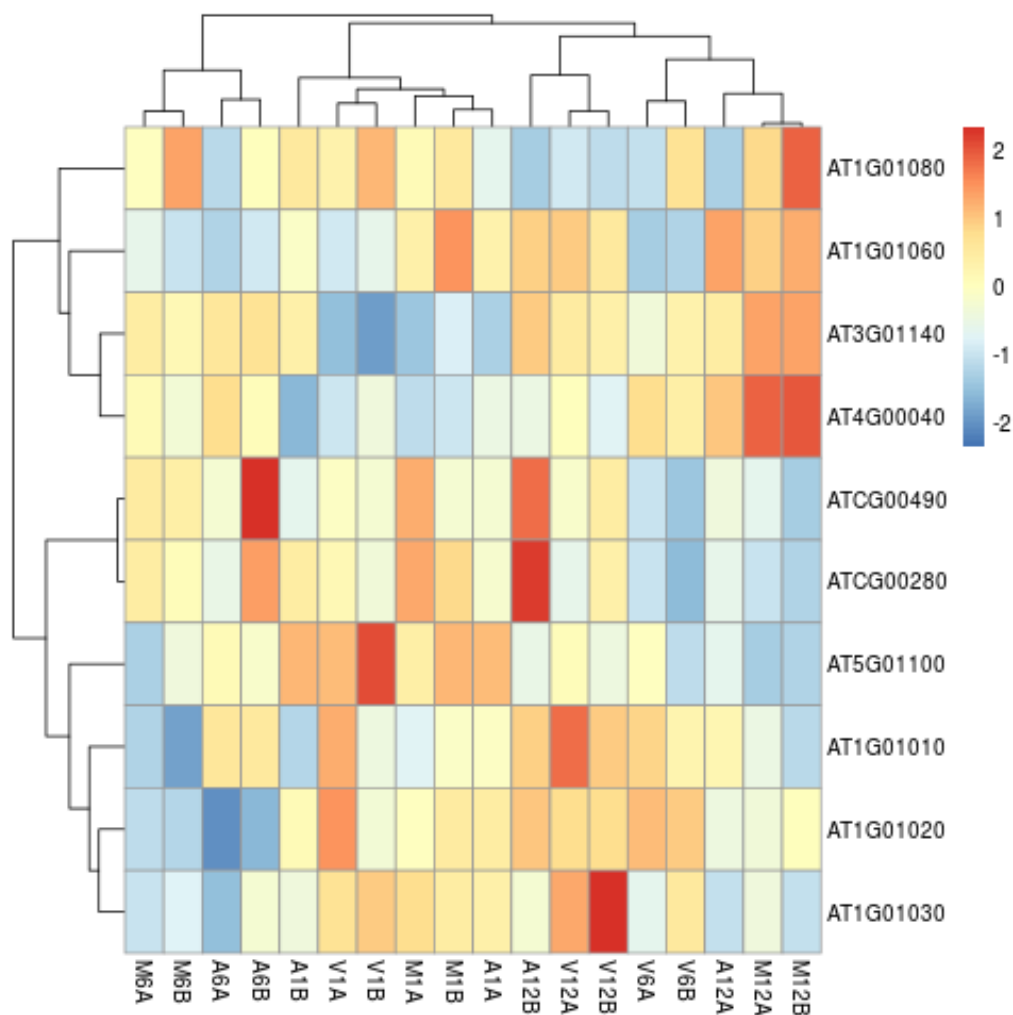 2
1
0
-1
-2
AT1G01080
AT1G01060
AT3G01140
AT4G00040
ATCG00490
ATCG00280
AT5G01100
AT1G01010
AT1G01020
AT1G01030
M6A M6B A6A A6B A1B V1A V1B M1A M1B A1A A12B V12A V12B V6A V6B A12A M12A M12B